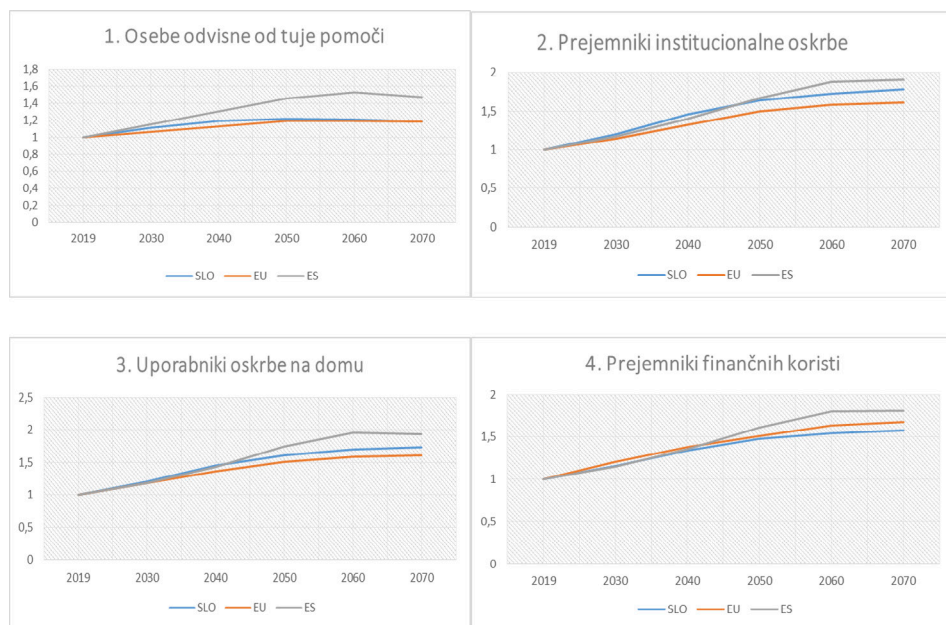 1. Osebe odvisne od tuje pomoči
1,8
1,6
1,4
1,2
1
0,8
0,6
0,4
0,2
0
2019 2030 2040 2050 2060 2070
SLO EU ES
2. Prejemniki institucionalne oskrbe
2
1,5
1
0,5
0
2019 2030 2040 2050 2060 2070
SLO EU ES
3. Uporabniki oskrbe na domu
2,5
2
1,5
1
0,5
0
2019 2030 2040 2050 2060 2070
SLO EU ES
4. Prejemniki finančnih koristi
2
1,5
1
0,5
0
2019 2030 2040 2050 2060 2070
SLO EU ES